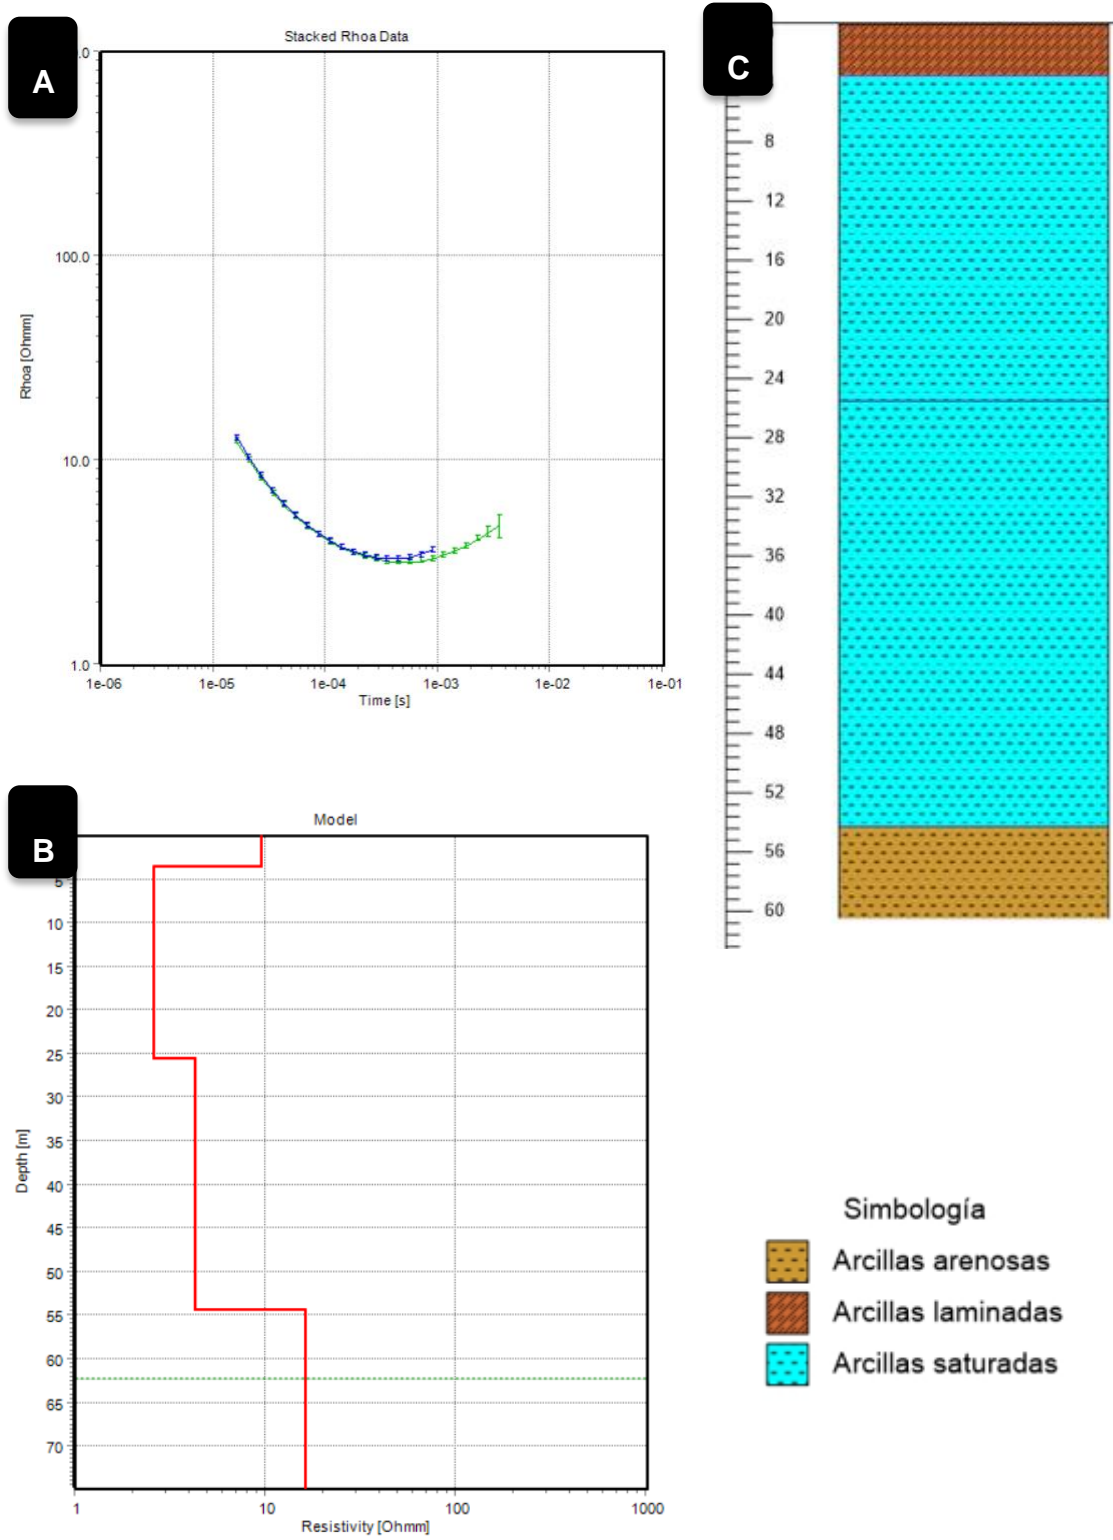 A
Stacked Rhoa Data
.0
100.0
10.0
1.0
Rhoa [Ohmm]
1e-06 1e-05 1e-04 1e-03 1e-02 1e-01
Time [s]
B
Model
5
10
15
20
25
30
35
40
45
50
55
60
65
70
Depth [m]
1 10 100 1000
Resistivity [Ohmm]
C
8
12
16
20
24
28
32
36
40
44
48
52
56
60
Simbología
Arcillas arenosas
Arcillas laminadas
Arcillas saturadas